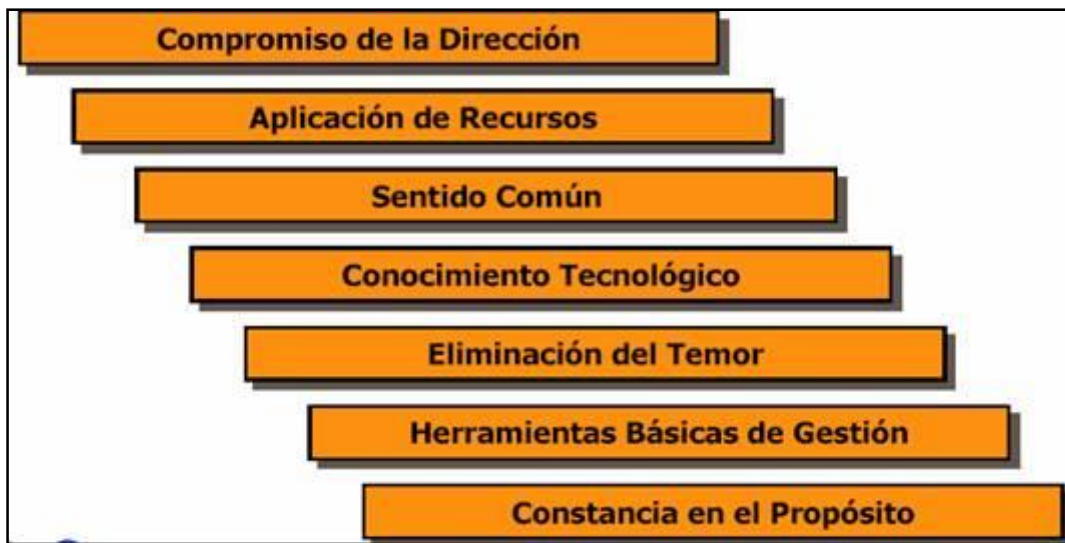 Compromiso de la Dirección
Aplicación de Recursos
Sentido Común
Conocimiento Tecnológico
Eliminación del Temor
Herramientas Básicas de Gestión
Constancia en el Propósito